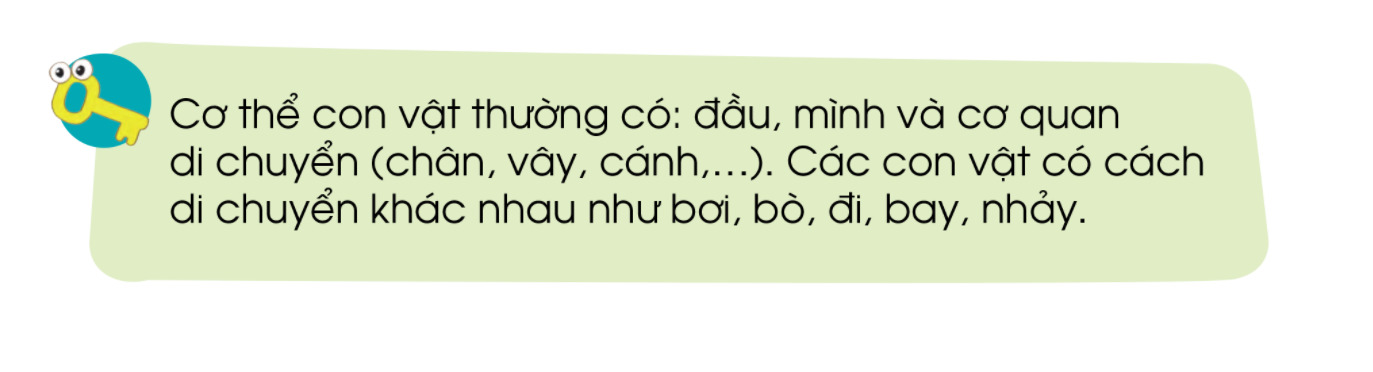 Cơ thể con vật thường có: đầu, mình và cơ quan
di chuyển (chân, vây, cánh,...). Các con vật có cách
di chuyển khác nhau như bơi, bò, đi, bay, nhảy.